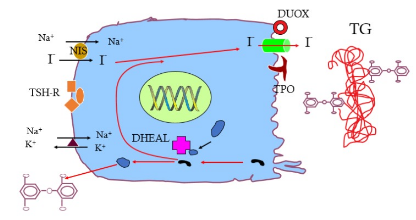 DUOX
TG
Na⁺
Na⁺
NIS
I⁻
I⁻
I⁻
I⁻
TSH-R
TPO
Na⁺
Na⁺
K⁺
K⁺
DHEAL